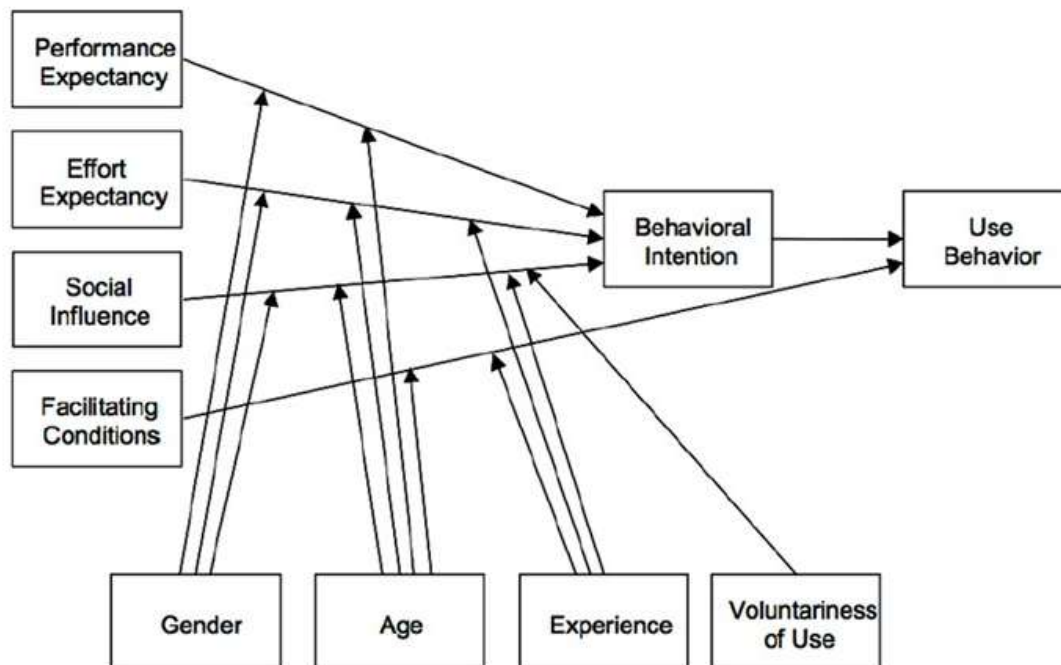 Performance
Expectancy
Effort
Expectancy
Social
Influence
Facilitating
Conditions
Behavioral
Intention
Use
Behavior
Gender
Age
Experience
Voluntariness
of Use